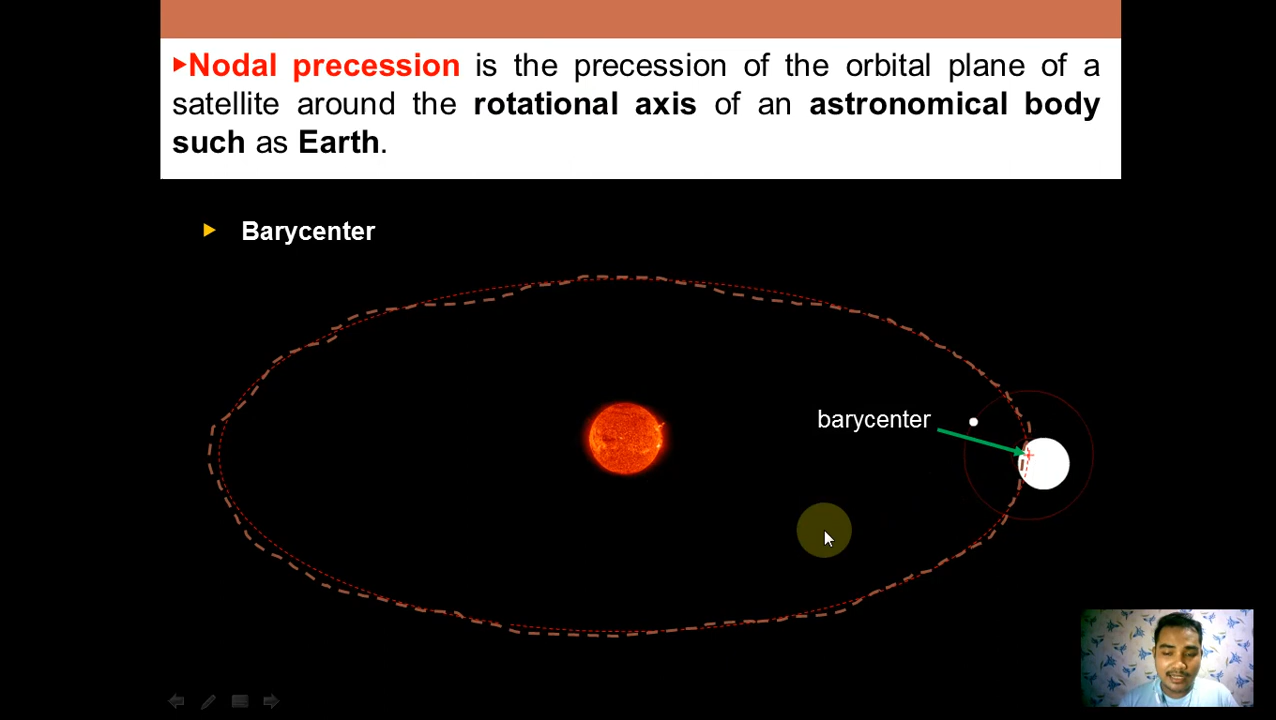 Nodal precession is the precession of the orbital plane of a
satellite around the rotational axis of an astronomical body
such as Earth.
Barycenter
barycenter